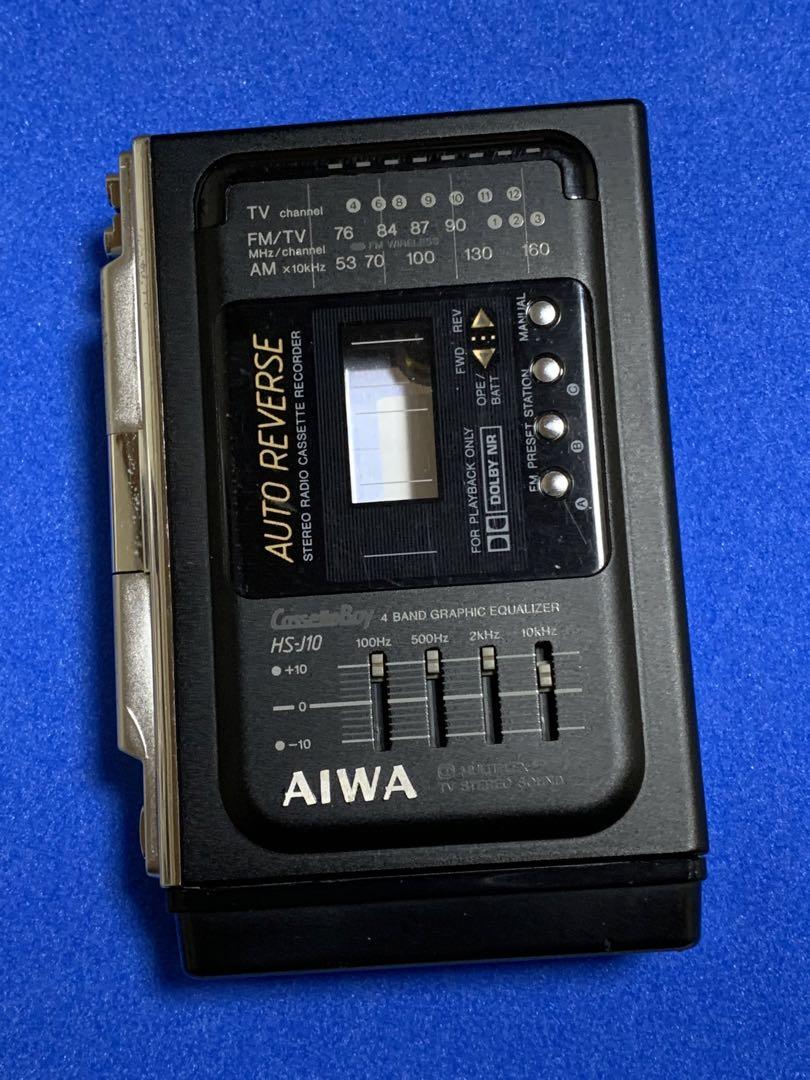 TV channel 4 6 8 9 10 11 12
FM/TV 76 84 87 90 1 2 3
MHz/channel FM WIRELESS
AM ×10kHz 53 70 100 130 160
AUTO REVERSE
STEREO RADIO CASSETTE RECORDER
FWD REV
OPE/
BATT
FOR PLAYBACK ONLY
DOLBY NR
FM PRESET STATION MANUAL
A B C
CassetteBoy 4 BAND GRAPHIC EQUALIZER
HS-J10 100Hz 500Hz 2kHz 10kHz
+10
0
−10
AIWA
MULTIPLEX
TV STEREO SOUND